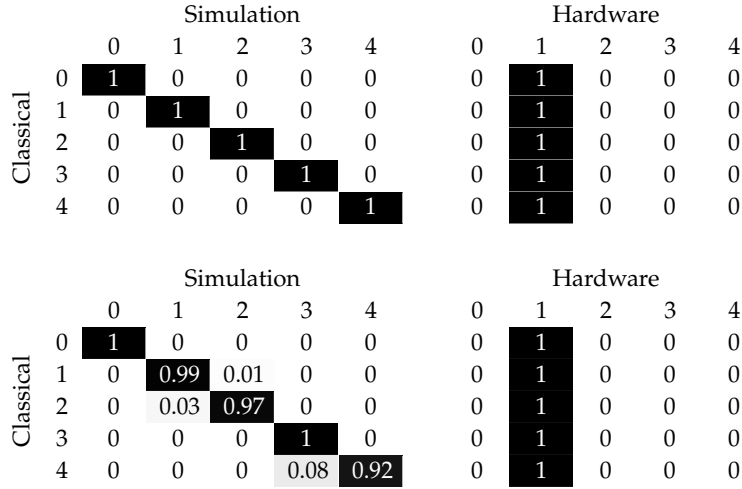 Simulation Hardware
0 1 2 3 4 0 1 2 3 4
Classical
0 1 0 0 0 0 0 1 0 0 0
1 0 1 0 0 0 0 1 0 0 0
2 0 0 1 0 0 0 1 0 0 0
3 0 0 0 1 0 0 1 0 0 0
4 0 0 0 0 1 0 1 0 0 0
Simulation Hardware
0 1 2 3 4 0 1 2 3 4
Classical
0 1 0 0 0 0 0 1 0 0 0
1 0 0.99 0.01 0 0 0 1 0 0 0
2 0 0.03 0.97 0 0 0 1 0 0 0
3 0 0 0 1 0 0 1 0 0 0
4 0 0 0 0.08 0.92 0 1 0 0 0